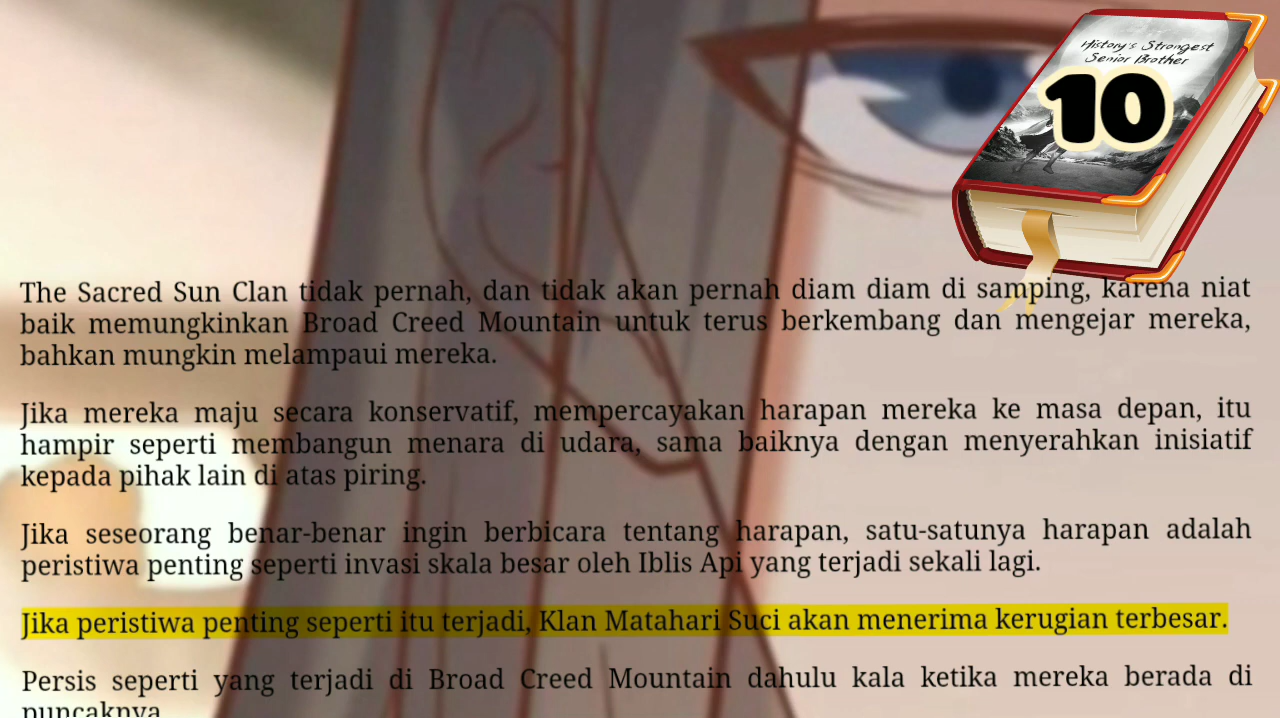 History's Strongest
Senior Brother
10
The Sacred Sun Clan tidak pernah, dan tidak akan pernah diam diam di samping, karena niat
baik memungkinkan Broad Creed Mountain untuk terus berkembang dan mengejar mereka,
bahkan mungkin melampaui mereka.
Jika mereka maju secara konservatif, mempercayakan harapan mereka ke masa depan, itu
hampir seperti membangun menara di udara, sama baiknya dengan menyerahkan inisiatif
kepada pihak lain di atas piring.
Jika seseorang benar-benar ingin berbicara tentang harapan, satu-satunya harapan adalah
peristiwa penting seperti invasi skala besar oleh Iblis Api yang terjadi sekali lagi.
Jika peristiwa penting seperti itu terjadi, Klan Matahari Suci akan menerima kerugian terbesar.
Persis seperti yang terjadi di Broad Creed Mountain dahulu kala ketika mereka berada di
puncaknya